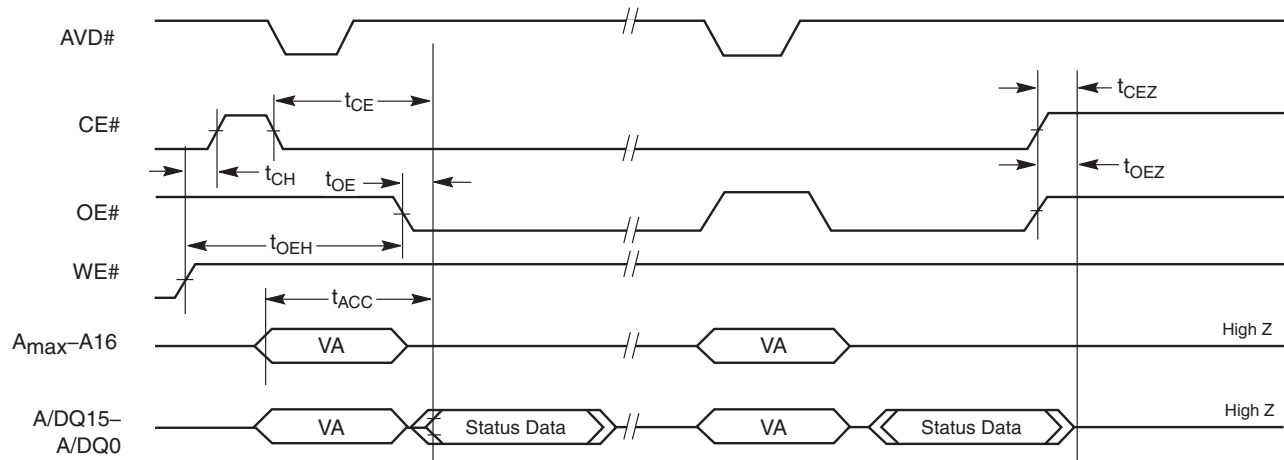 AVD#
tCE
tCEZ
CE#
tCH
tOE
tOEZ
OE#
tOEH
WE#
tACC
Amax–A16
VA
VA
High Z
A/DQ15–
A/DQ0
VA
Status Data
VA
Status Data
High Z